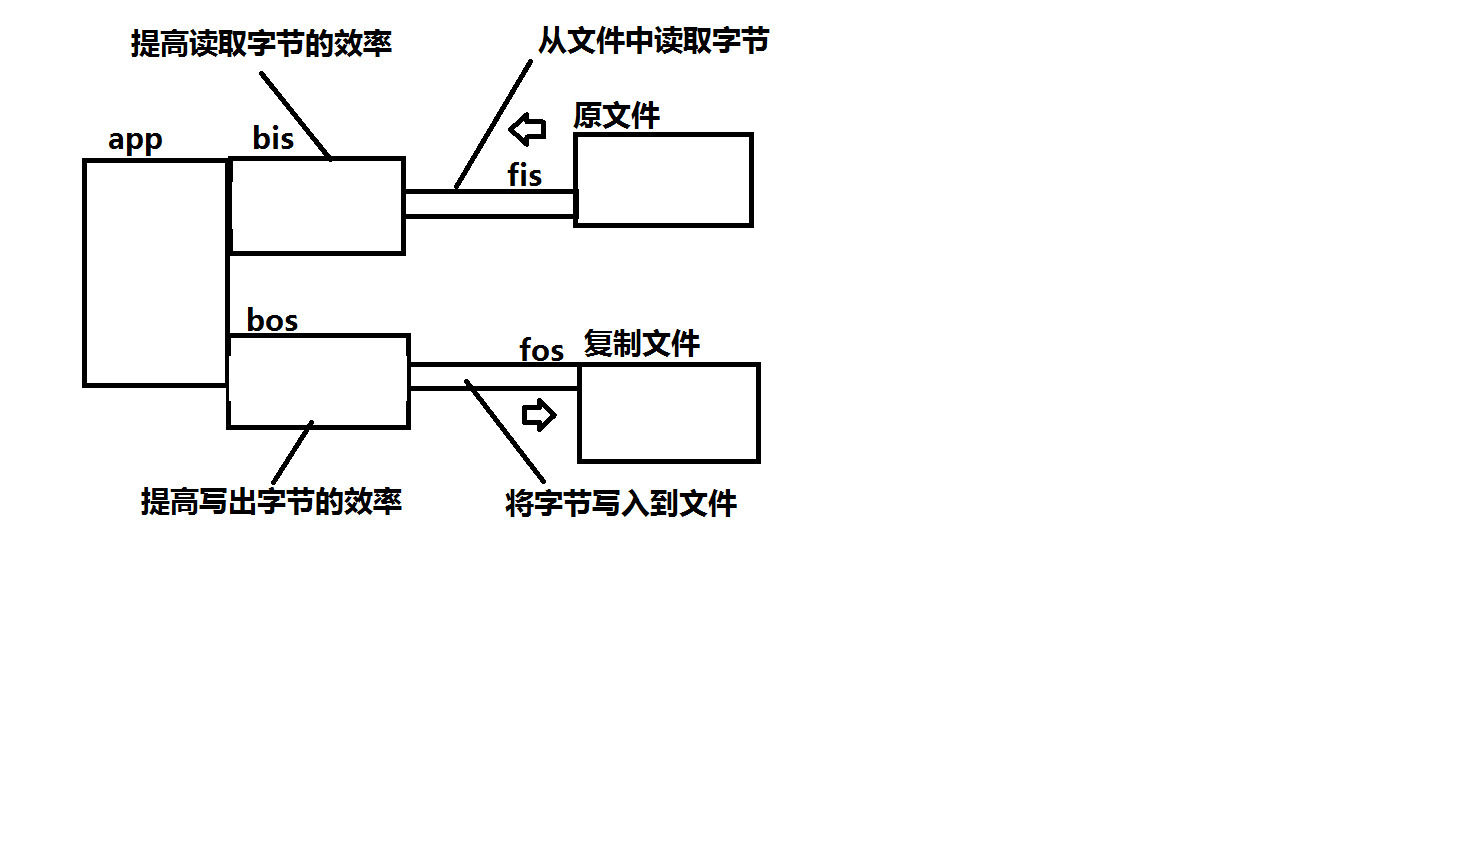 提高读取字节的效率
从文件中读取字节
原文件
app
bis
fis
bos
fos
复制文件
提高写出字节的效率
将字节写入到文件